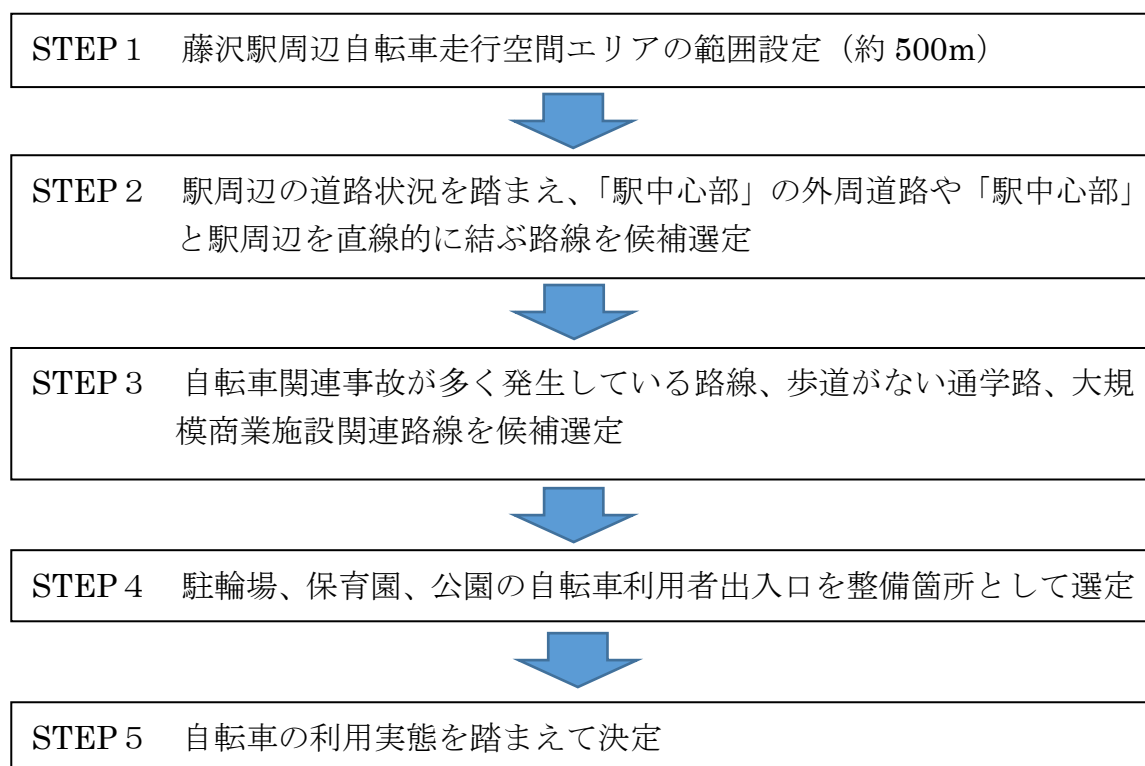 STEP１ 藤沢駅周辺自転車走行空間エリアの範囲設定（約 500m）
STEP２ 駅周辺の道路状況を踏まえ、「駅中心部」の外周道路や「駅中心部」
と駅周辺を直線的に結ぶ路線を候補選定
STEP３ 自転車関連事故が多く発生している路線、歩道がない通学路、大規
模商業施設関連路線を候補選定
STEP４ 駐輪場、保育園、公園の自転車利用者出入口を整備箇所として選定
STEP５ 自転車の利用実態を踏まえて決定